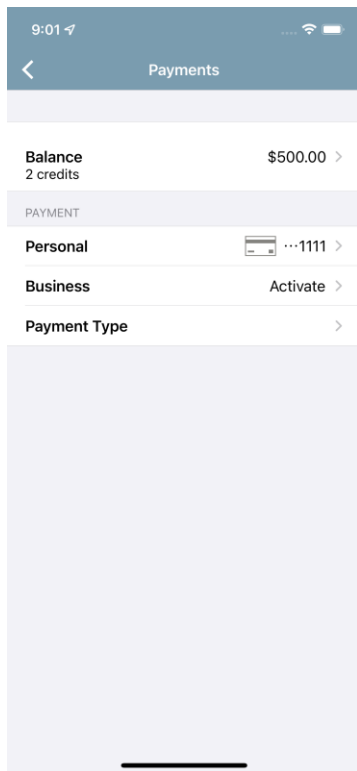 9:01
Payments
Balance $500.00
2 credits
PAYMENT
Personal ···1111
Business Activate
Payment Type